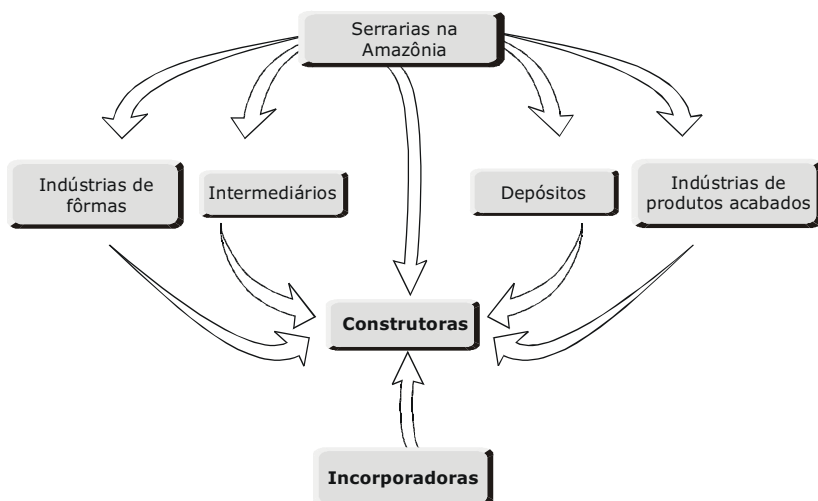 Serrarias na
Amazônia
Indústrias de
fôrmas
Intermediários
Depósitos
Indústrias de
produtos acabados
Construtoras
Incorporadoras